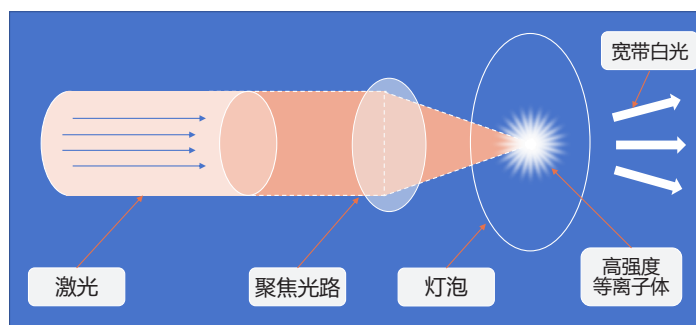 宽带白光
激光
聚焦光路
灯泡
高强度
等离子体